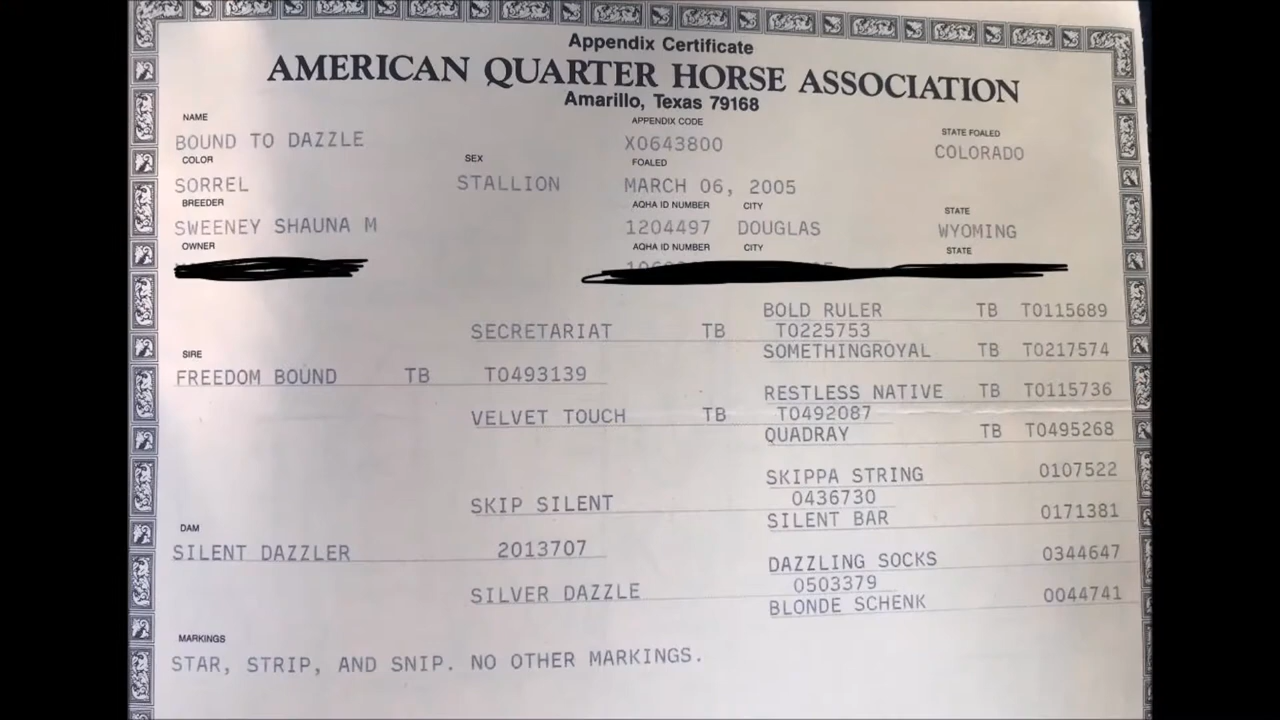 Appendix Certificate
AMERICAN QUARTER HORSE ASSOCIATION
Amarillo, Texas 79168
NAME APPENDIX CODE STATE FOALED
BOUND TO DAZZLE X0643800 COLORADO
COLOR SEX FOALED
SORREL STALLION MARCH 06, 2005
BREEDER AQHA ID NUMBER CITY STATE
SWEENEY SHAUNA M 1204497 DOUGLAS WYOMING
OWNER AQHA ID NUMBER CITY STATE
BOLD RULER TB T0115689
SECRETARIAT TB T0225753
SOMETHINGROYAL TB T0217574
SIRE
FREEDOM BOUND TB T0493139
RESTLESS NATIVE TB T0115736
VELVET TOUCH TB T0492087
QUADRAY TB T0495268
SKIPPA STRING 0107522
SKIP SILENT 0436730
SILENT BAR 0171381
DAM
SILENT DAZZLER 2013707
DAZZLING SOCKS 0344647
SILVER DAZZLE 0503379
BLONDE SCHENK 0044741
MARKINGS
STAR, STRIP, AND SNIP. NO OTHER MARKINGS.